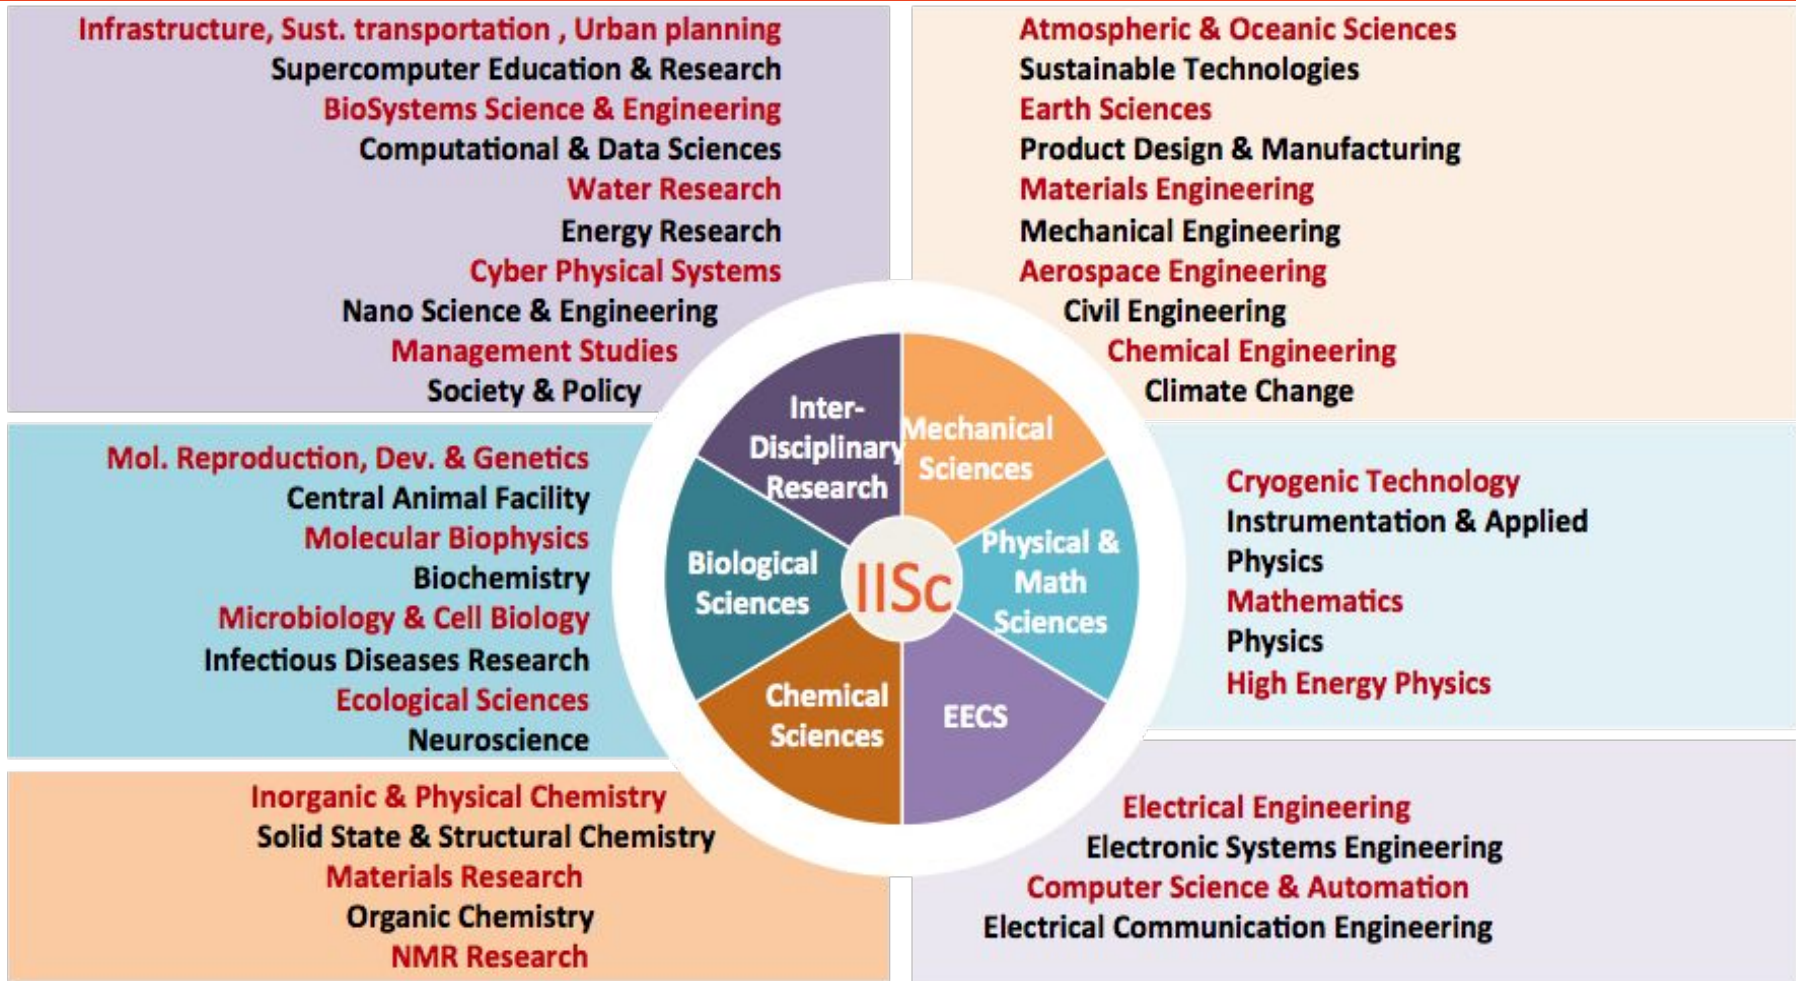 Infrastructure, Sust. transportation , Urban planning
Supercomputer Education & Research
BioSystems Science & Engineering
Computational & Data Sciences
Water Research
Energy Research
Cyber Physical Systems
Nano Science & Engineering
Management Studies
Society & Policy
Atmospheric & Oceanic Sciences
Sustainable Technologies
Earth Sciences
Product Design & Manufacturing
Materials Engineering
Mechanical Engineering
Aerospace Engineering
Civil Engineering
Chemical Engineering
Climate Change
Mol. Reproduction, Dev. & Genetics
Central Animal Facility
Molecular Biophysics
Biochemistry
Microbiology & Cell Biology
Infectious Diseases Research
Ecological Sciences
Neuroscience
Inter-
Disciplinary
Research
Mechanical
Sciences
Biological
Sciences
IISc
Physical &
Math
Sciences
Chemical
Sciences
EECS
Cryogenic Technology
Instrumentation & Applied
Physics
Mathematics
Physics
High Energy Physics
Inorganic & Physical Chemistry
Solid State & Structural Chemistry
Materials Research
Organic Chemistry
NMR Research
Electrical Engineering
Electronic Systems Engineering
Computer Science & Automation
Electrical Communication Engineering